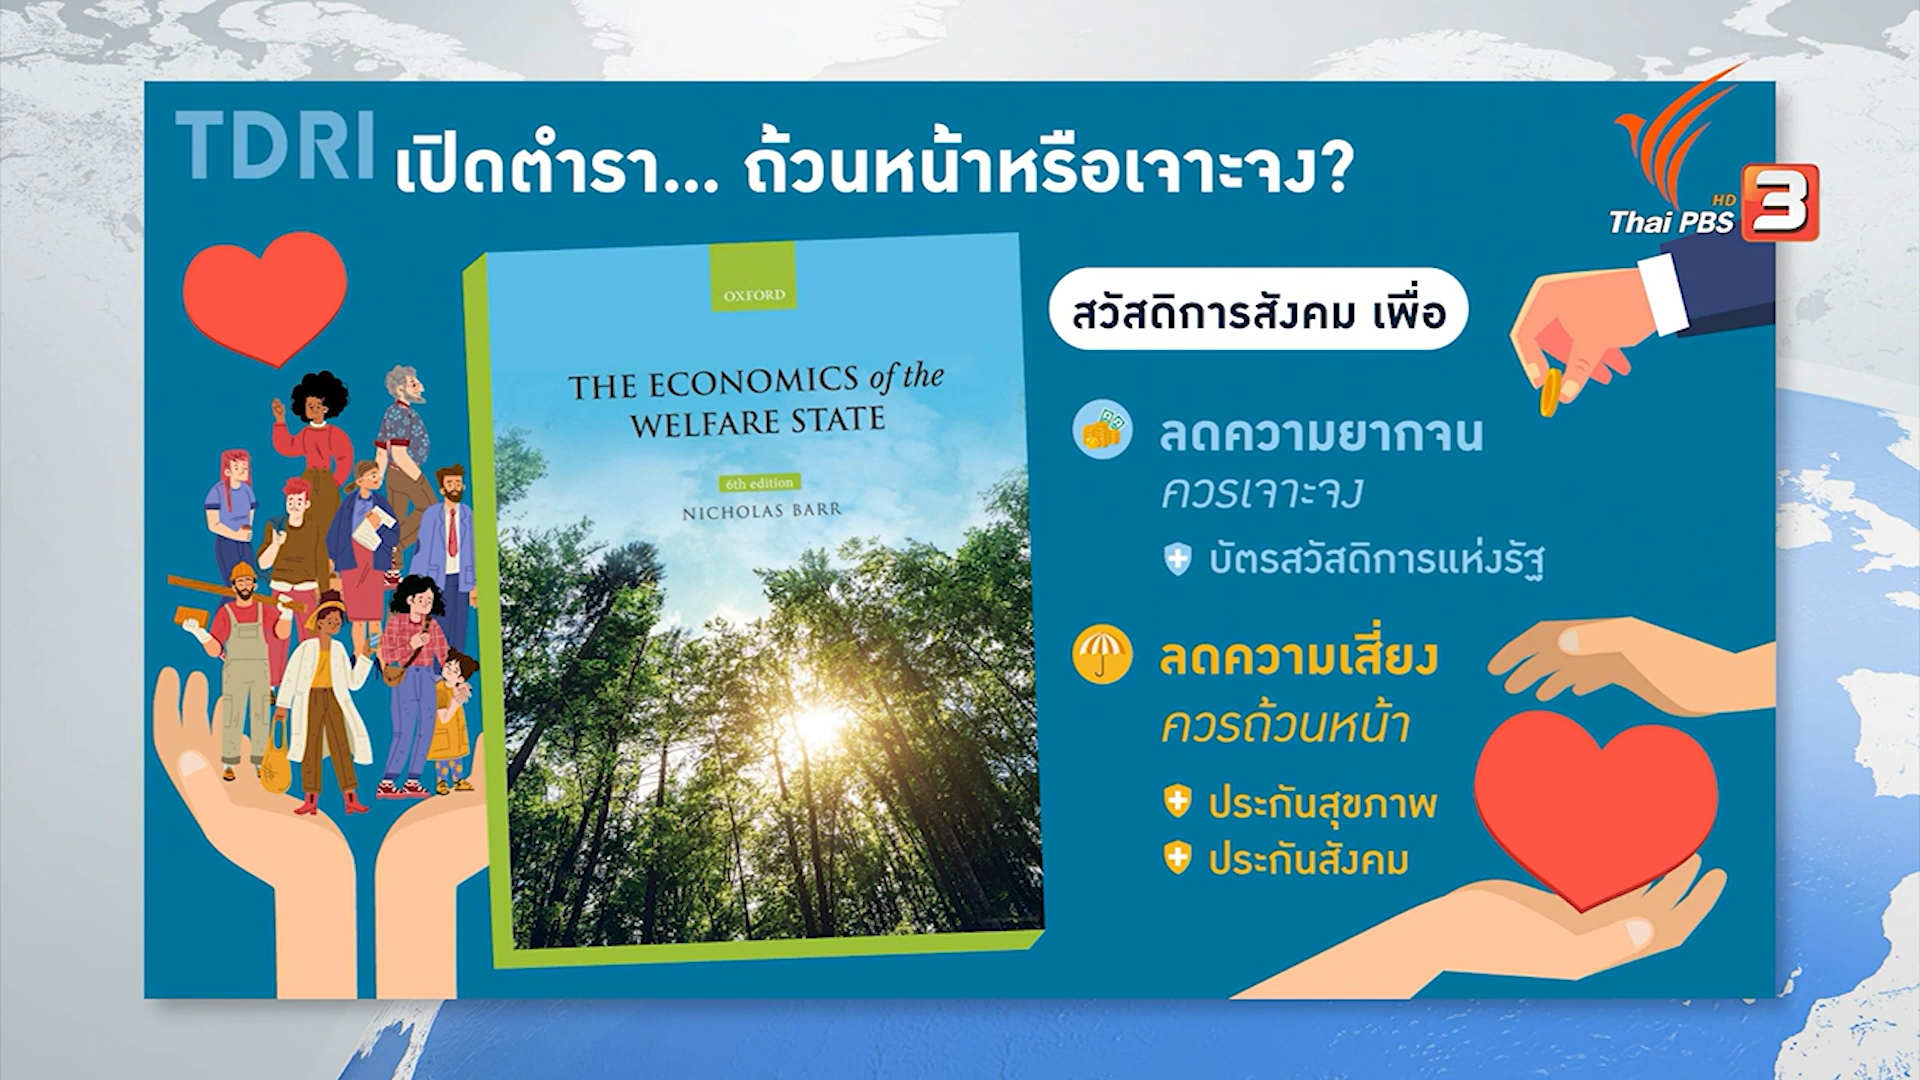 TDRI เปิดตำรา... ถ้วนหน้าหรือเจาะจง?
HD
Thai PBS 3
OXFORD
THE ECONOMICS of the
WELFARE STATE
6th edition
NICHOLAS BARR
สวัสดิการสังคม เพื่อ
ลดความยากจน
ควรเจาะจง
บัตรสวัสดิการแห่งรัฐ
ลดความเสี่ยง
ควรถ้วนหน้า
ประกันสุขภาพ
ประกันสังคม